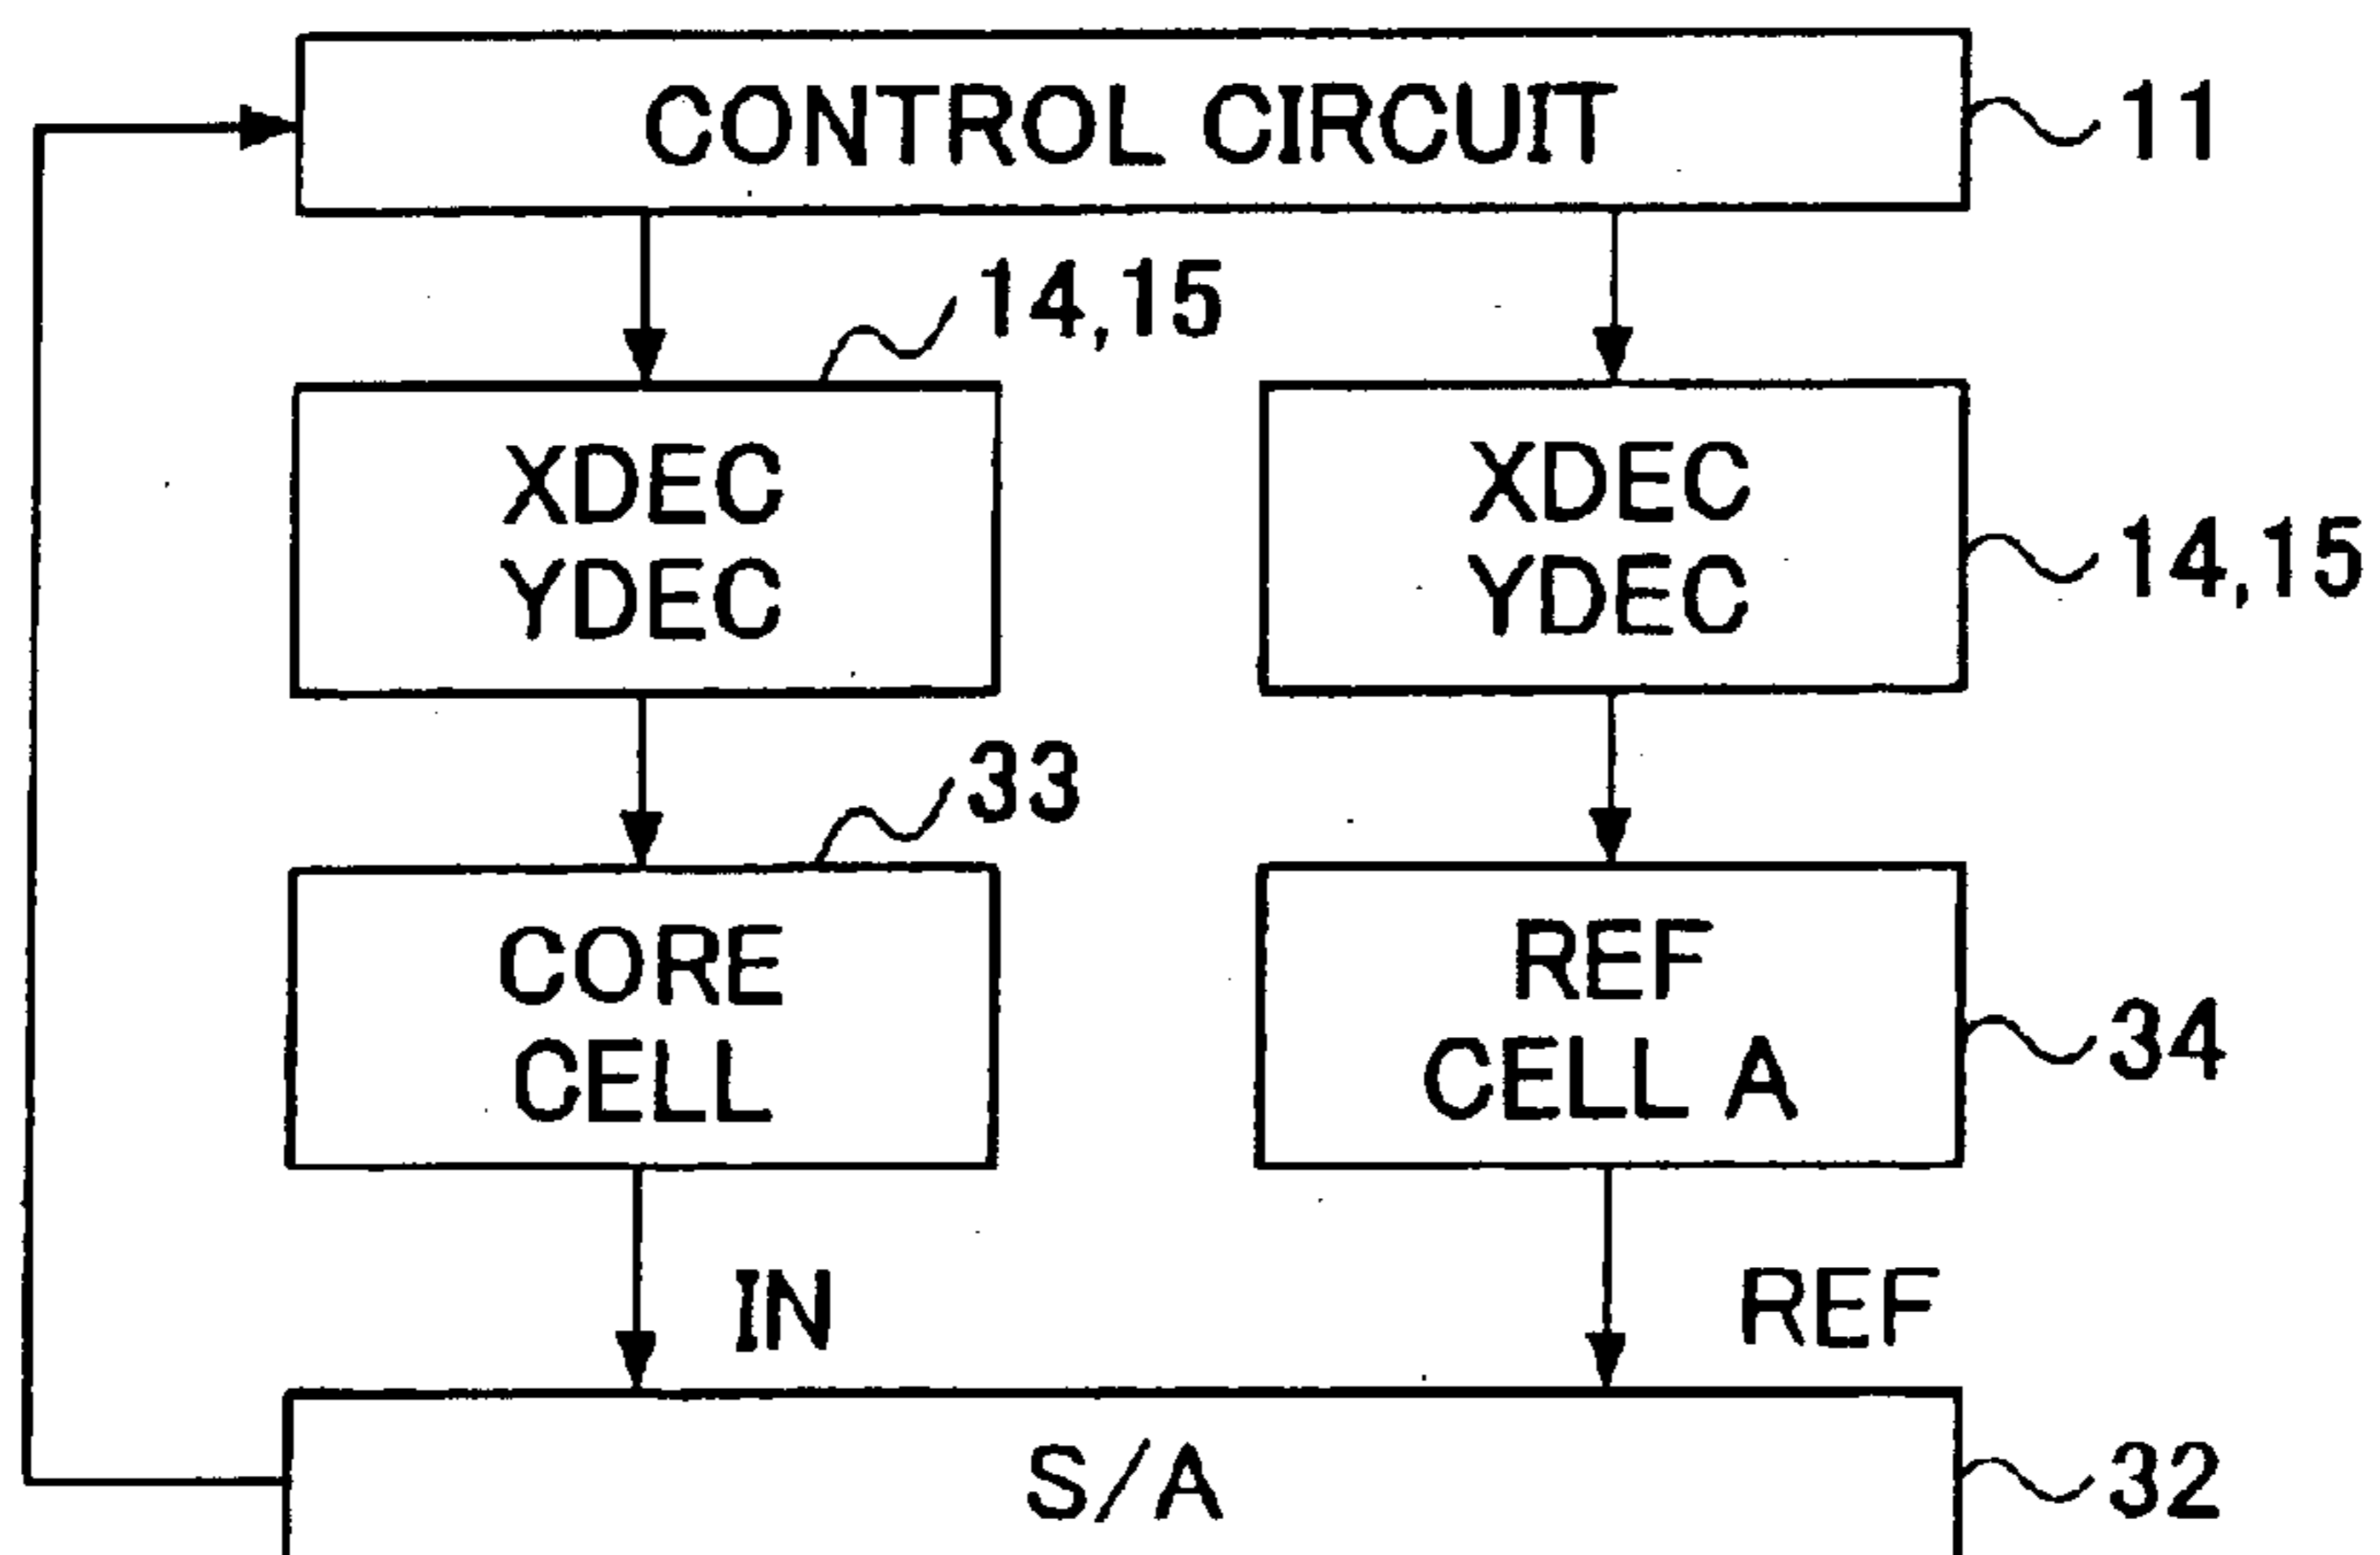 CONTROL CIRCUIT
11
14,15
XDEC
YDEC
XDEC
YDEC
14,15
33
CORE
CELL
REF
CELL A
34
IN
REF
S/A
32